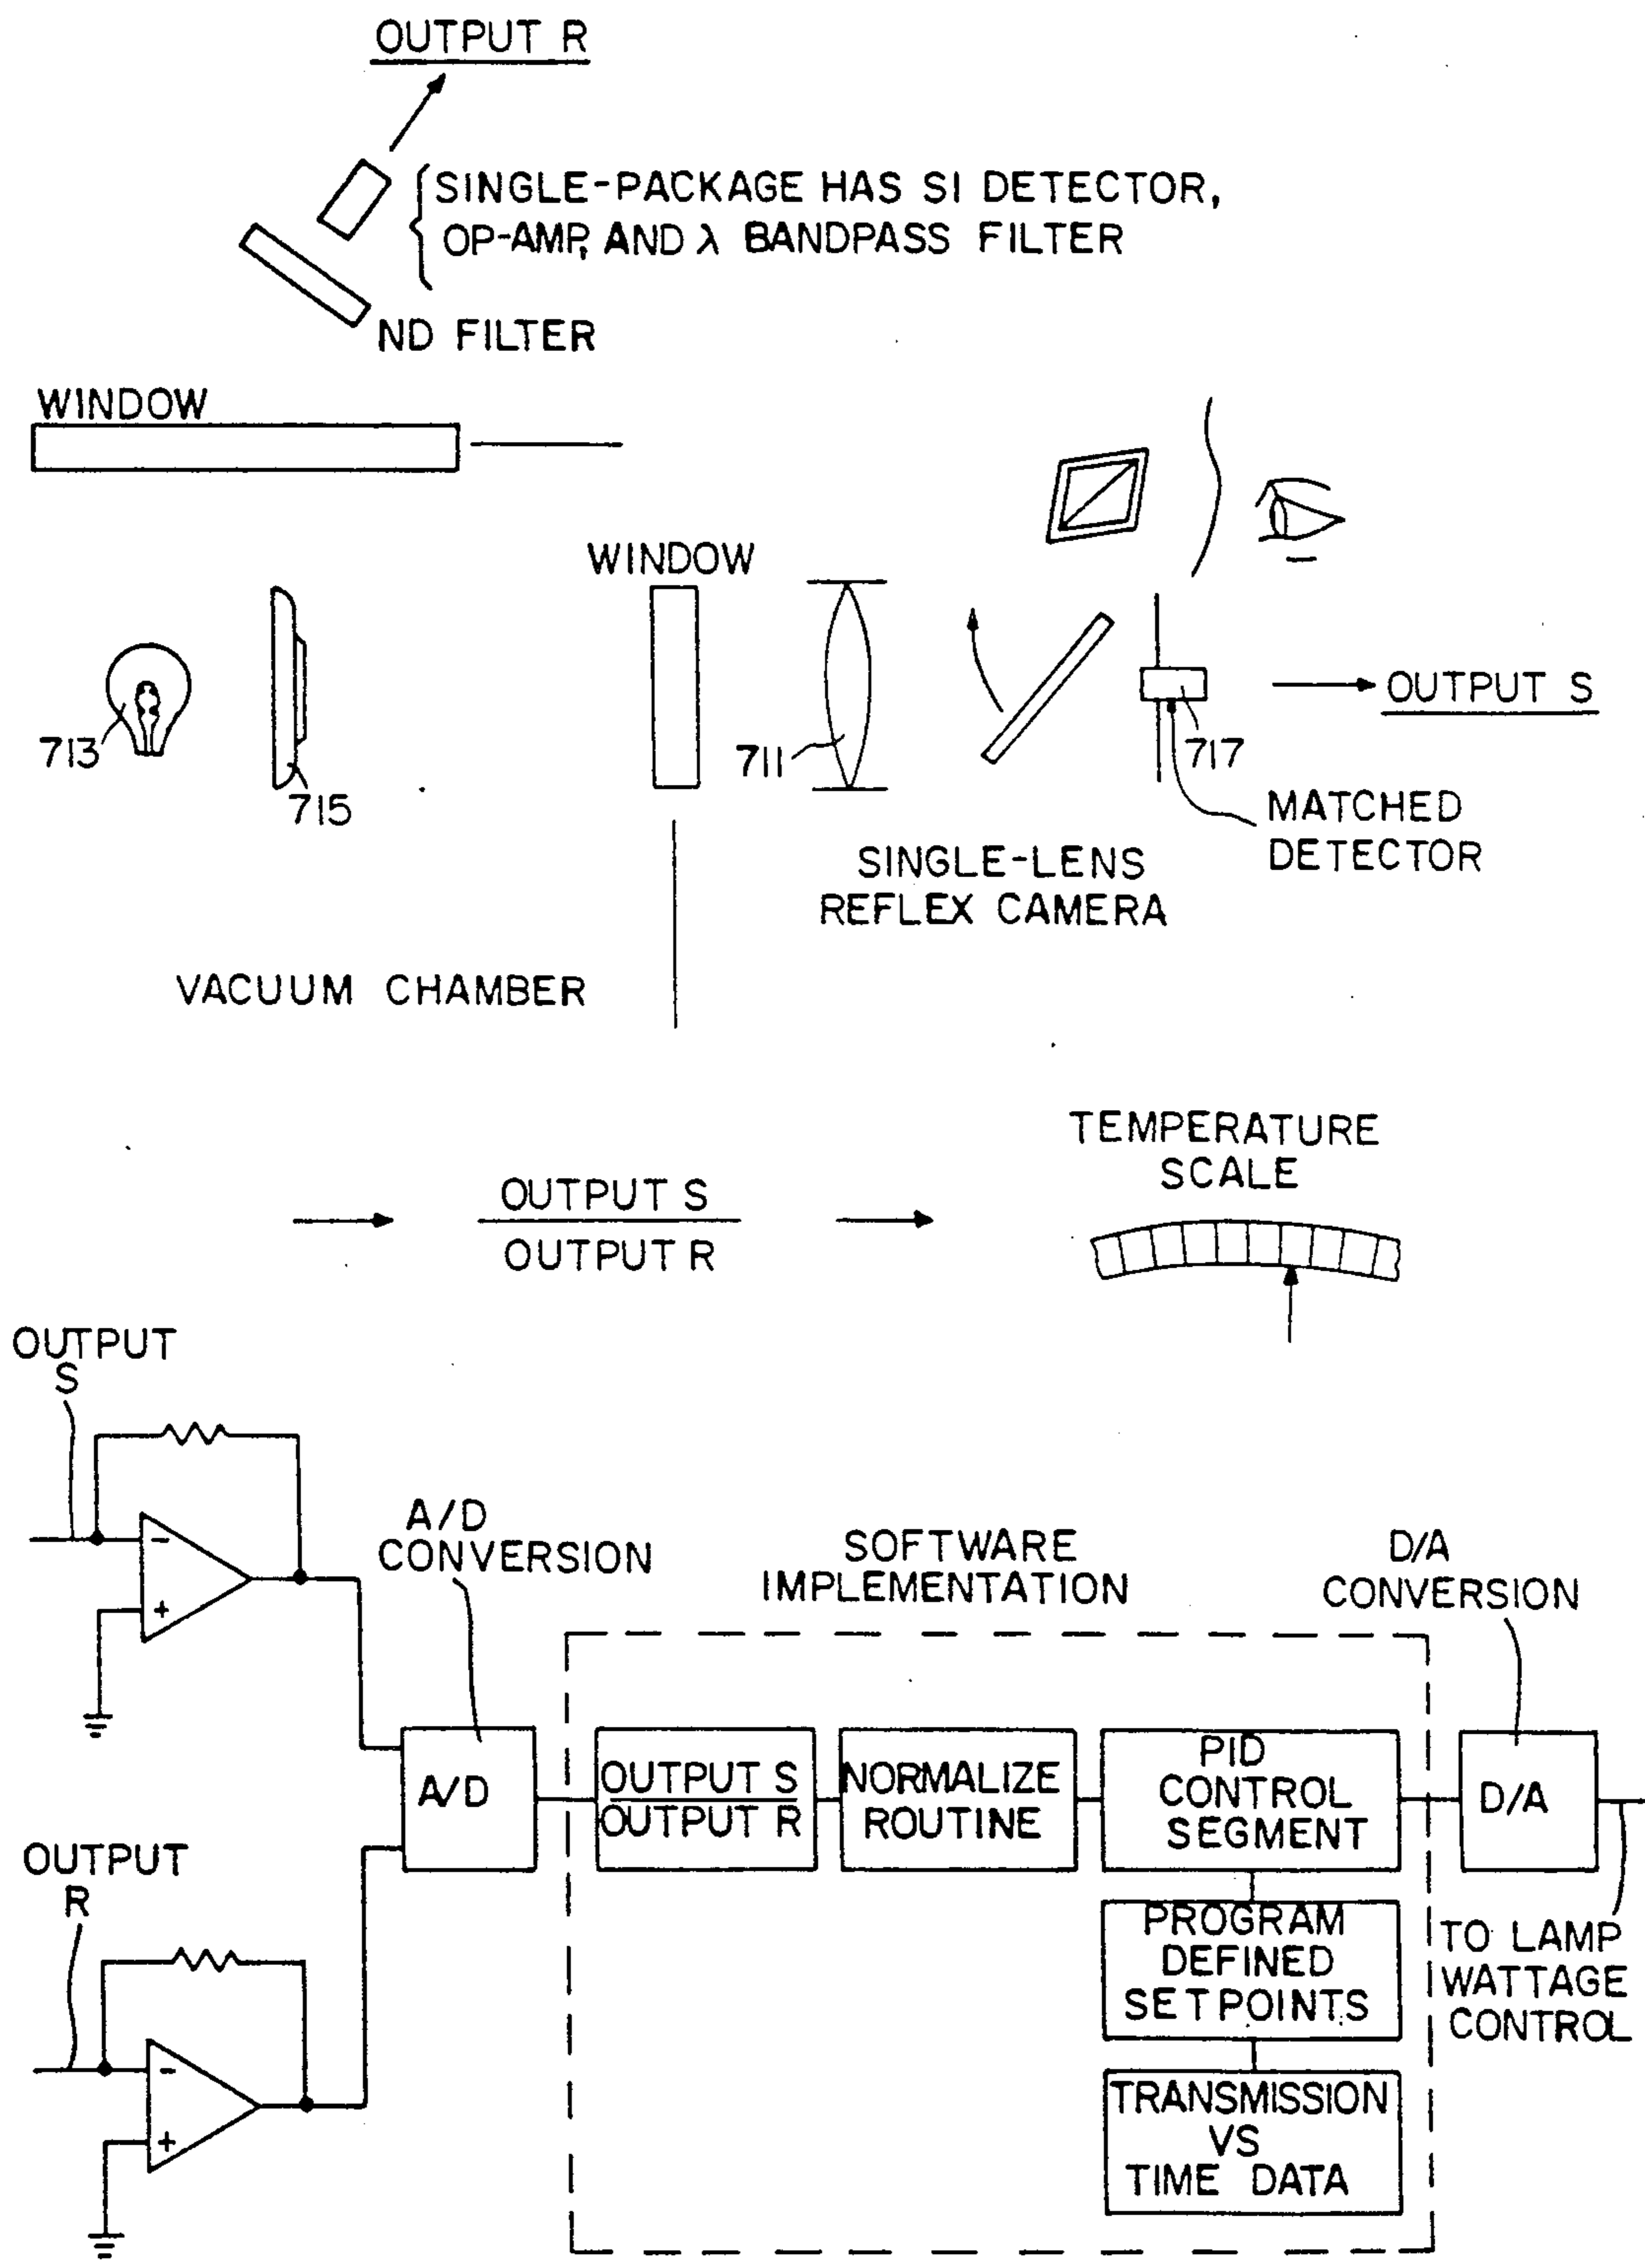 OUTPUT R
SINGLE-PACKAGE HAS SI DETECTOR,
OP-AMP, AND λ BANDPASS FILTER
ND FILTER
WINDOW
WINDOW
713
715
711
717
OUTPUT S
MATCHED
DETECTOR
SINGLE-LENS
REFLEX CAMERA
VACUUM CHAMBER
TEMPERATURE
SCALE
OUTPUT S
OUTPUT R
OUTPUT
S
A/D
CONVERSION
SOFTWARE
IMPLEMENTATION
D/A
CONVERSION
-
+
A/D
OUTPUT S
OUTPUT R
NORMALIZE
ROUTINE
PID
CONTROL
SEGMENT
D/A
OUTPUT
R
-
+
PROGRAM
DEFINED
SETPOINTS
TO LAMP
WATTAGE
CONTROL
TRANSMISSION
VS
TIME DATA